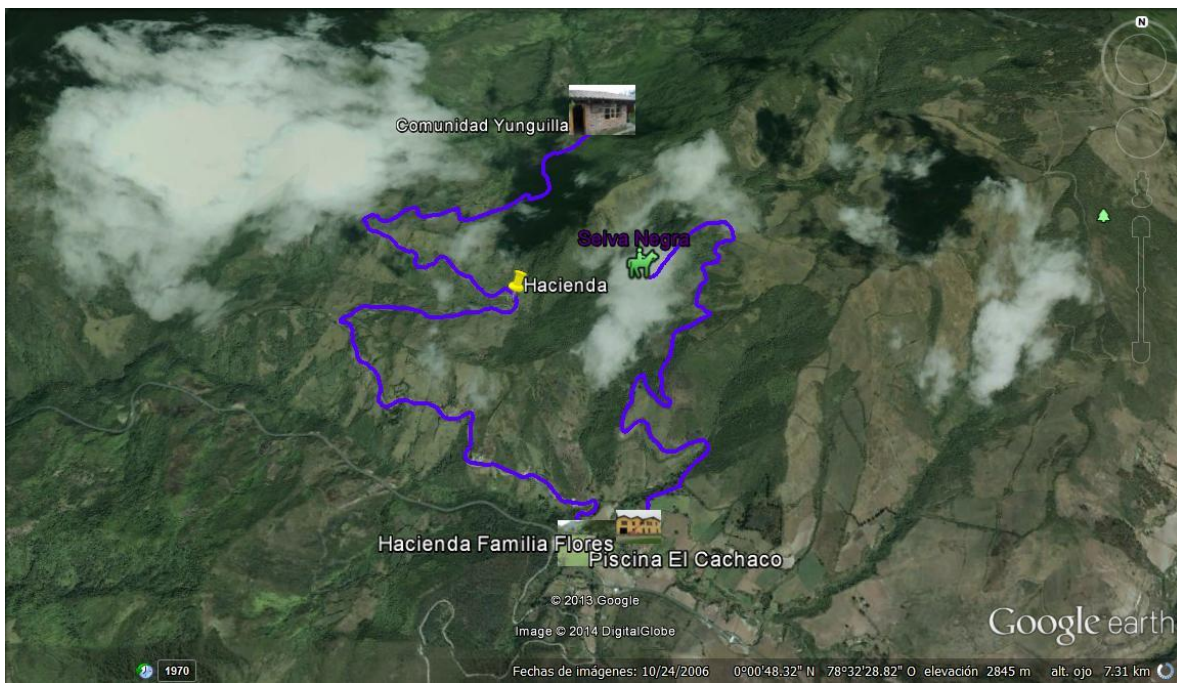 N
Comunidad Yunguilla
Selva Negra
Hacienda
Hacienda Familia Flores
Piscina El Cachaco
© 2013 Google
Image © 2014 DigitalGlobe
Google earth
1970
Fechas de imágenes: 10/24/2006 0°00'48.32" N 78°32'28.82" O elevación 2845 m alt. ojo 7.31 km